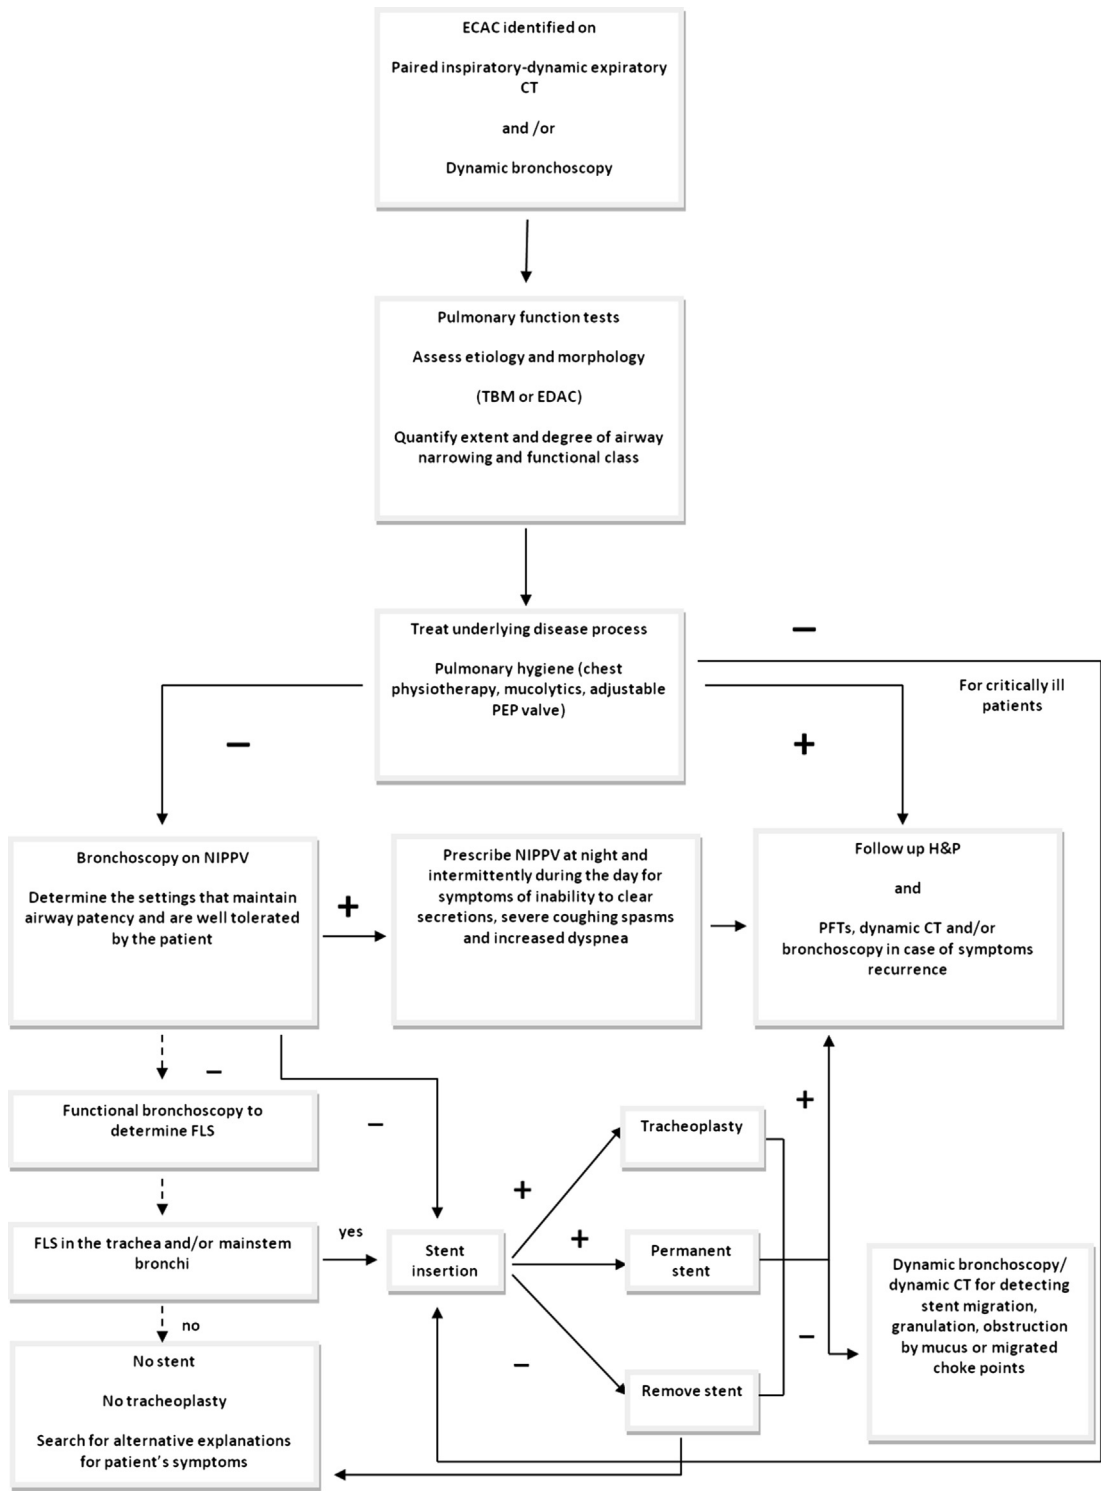 ECAC identified on
Paired inspiratory-dynamic expiratory
CT
and /or
Dynamic bronchoscopy
Pulmonary function tests
Assess etiology and morphology
(TBM or EDAC)
Quantify extent and degree of airway
narrowing and functional class
Treat underlying disease process
Pulmonary hygiene (chest
physiotherapy, mucolytics, adjustable
PEP valve)
−
For critically ill
patients
−
+
Bronchoscopy on NIPPV
Determine the settings that maintain
airway patency and are well tolerated
by the patient
+
Prescribe NIPPV at night and
intermittently during the day for
symptoms of inability to clear
secretions, severe coughing spasms
and increased dyspnea
Follow up H&P
and
PFTs, dynamic CT and/or
bronchoscopy in case of symptoms
recurrence
−
−
Functional bronchoscopy to
determine FLS
FLS in the trachea and/or mainstem
bronchi
yes
no
No stent
No tracheoplasty
Search for alternative explanations
for patient's symptoms
Stent
insertion
+
+
−
Tracheoplasty
Permanent
stent
Remove stent
+
−
Dynamic bronchoscopy/
dynamic CT for detecting
stent migration,
granulation, obstruction
by mucus or migrated
choke points